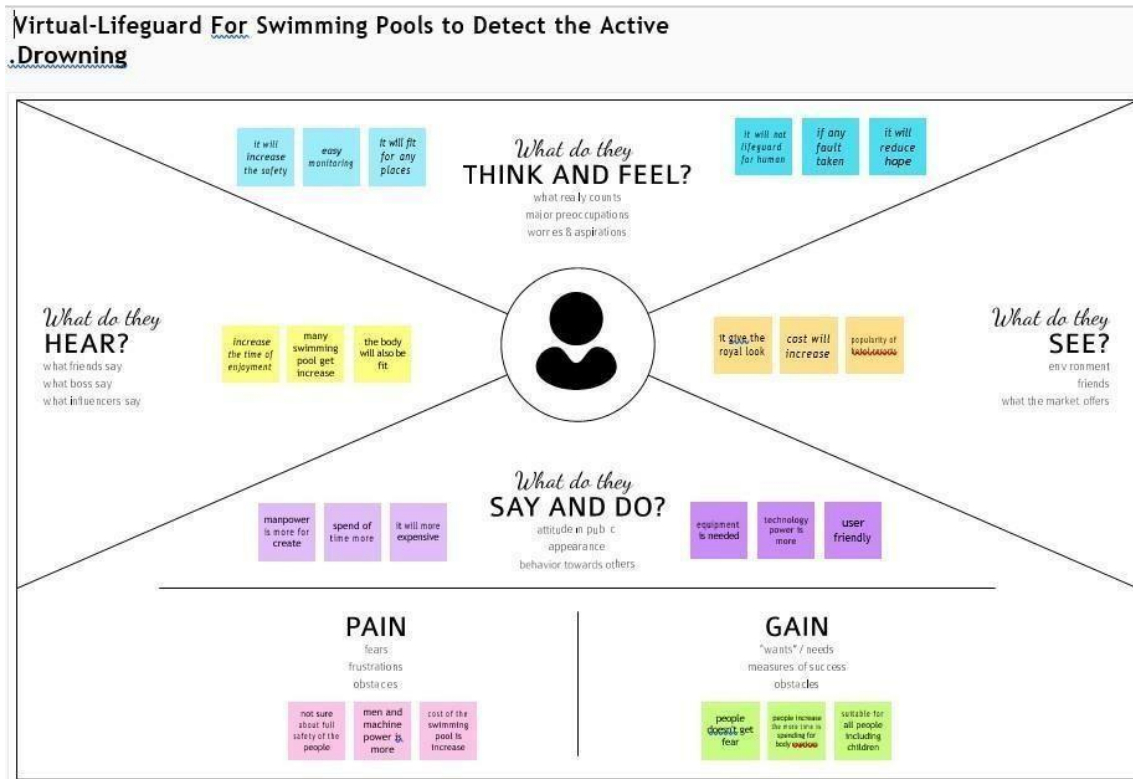 Virtual-Lifeguard For Swimming Pools to Detect the Active
.Drowning
it will
increase
the safety
easy
monitoring
it will fit
for any
places
What do they
THINK AND FEEL?
what really counts
major preoccupations
worries & aspirations
it will not
lifeguard
for human
if any
fault
taken
it will
reduce
hope
What do they
HEAR?
what friends say
what boss say
what influencers say
increase
the time of
enjoyment
many
swimming
pool get
increase
the body
will also be
fit
it give the
royal look
cost will
increase
popularity of
What do they
SEE?
environment
friends
what the market offers
What do they
SAY AND DO?
attitude in public
appearance
behavior towards others
manpower
is more for
create
spend of
time more
it will more
expensive
equipment
is needed
technology
power is
more
user
friendly
PAIN
fears
frustrations
obstacles
not sure
about full
safety of the
people
men and
machine
power is
more
cost of the
swimming
pool is
increase
GAIN
"wants" / needs
measures of success
obstacles
people
doesn't get
fear
people increase
the more time is
spending for
body
suitable for
all people
including
children